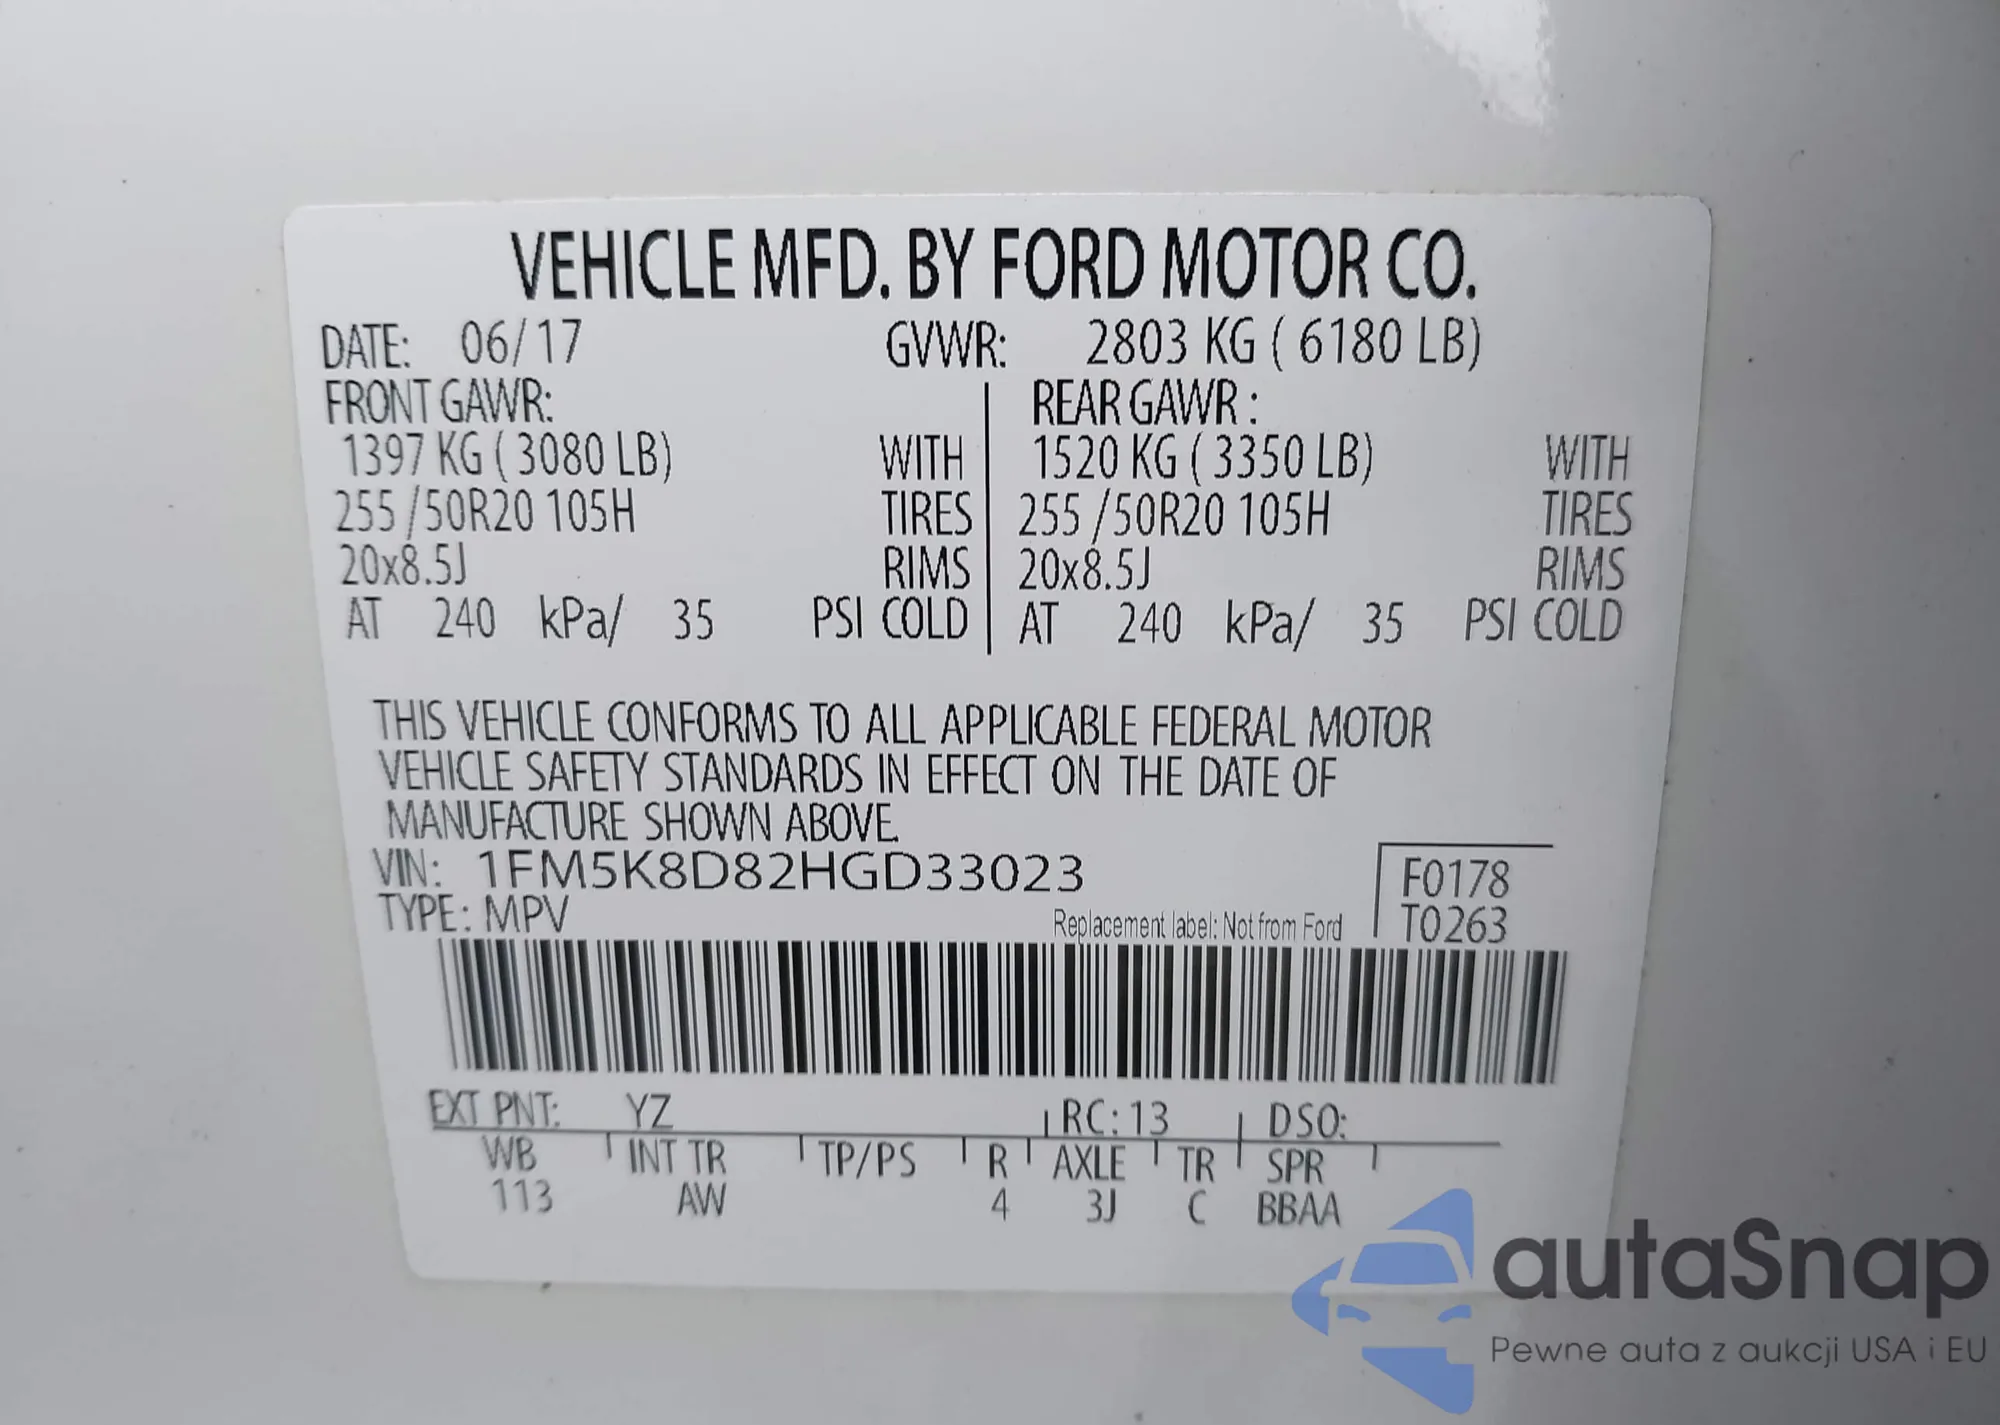 VEHICLE MFD. BY FORD MOTOR CO.
DATE: 06/17 GVWR: 2803 KG ( 6180 LB)
FRONT GAWR: REAR GAWR :
1397 KG ( 3080 LB) WITH 1520 KG ( 3350 LB) WITH
255 /50R20 105H TIRES 255 /50R20 105H TIRES
20x8.5J RIMS 20x8.5J RIMS
AT 240 kPa/ 35 PSI COLD AT 240 kPa/ 35 PSI COLD
THIS VEHICLE CONFORMS TO ALL APPLICABLE FEDERAL MOTOR
VEHICLE SAFETY STANDARDS IN EFFECT ON THE DATE OF
MANUFACTURE SHOWN ABOVE.
VIN: 1FM5K8D82HGD33023 F0178
TYPE: MPV Replacement label: Not from Ford T0263
EXT PNT: YZ RC: 13 DSO:
WB INT TR TP/PS R AXLE TR SPR
113 AW 4 3J C BBAA
autaSnap
Pewne auta z aukcji USA i EU